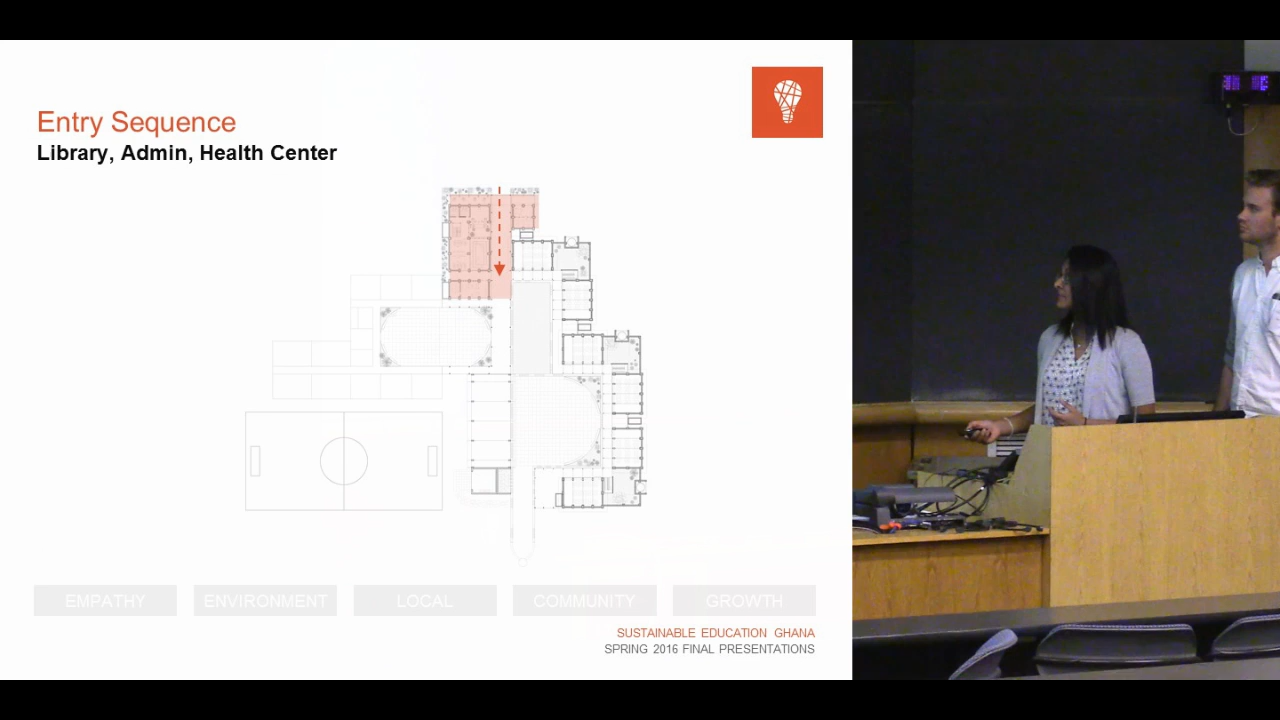 Entry Sequence
Library, Admin, Health Center
EMPATHY
ENVIRONMENT
LOCAL
COMMUNITY
GROWTH
SUSTAINABLE EDUCATION GHANA
SPRING 2016 FINAL PRESENTATIONS